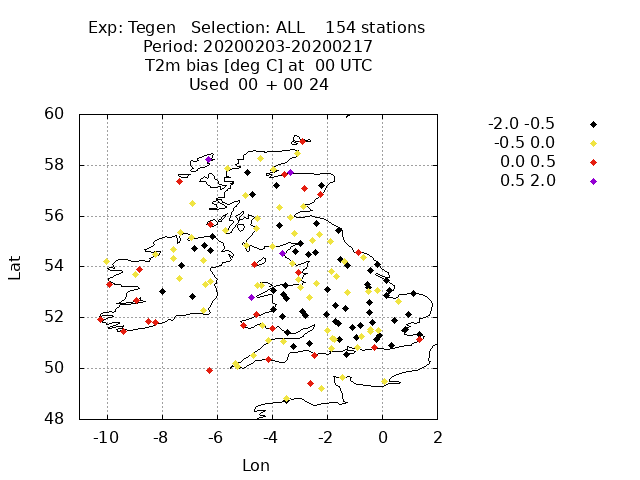 Exp: Tegen   Selection: ALL    154 stations
Period: 20200203-20200217
T2m bias [deg C] at  00 UTC
Used  00 + 00 24
-2.0 -0.5
-0.5 0.0
0.0 0.5
0.5 2.0
60
58
56
54
52
50
48
Lat
-10 -8 -6 -4 -2 0 2
Lon